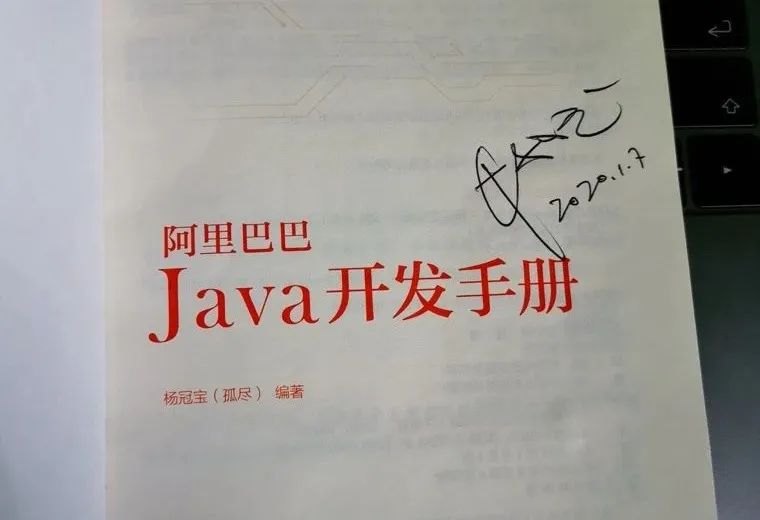 2020.1.7
阿里巴巴
Java开发手册
杨冠宝（孤尽） 编著